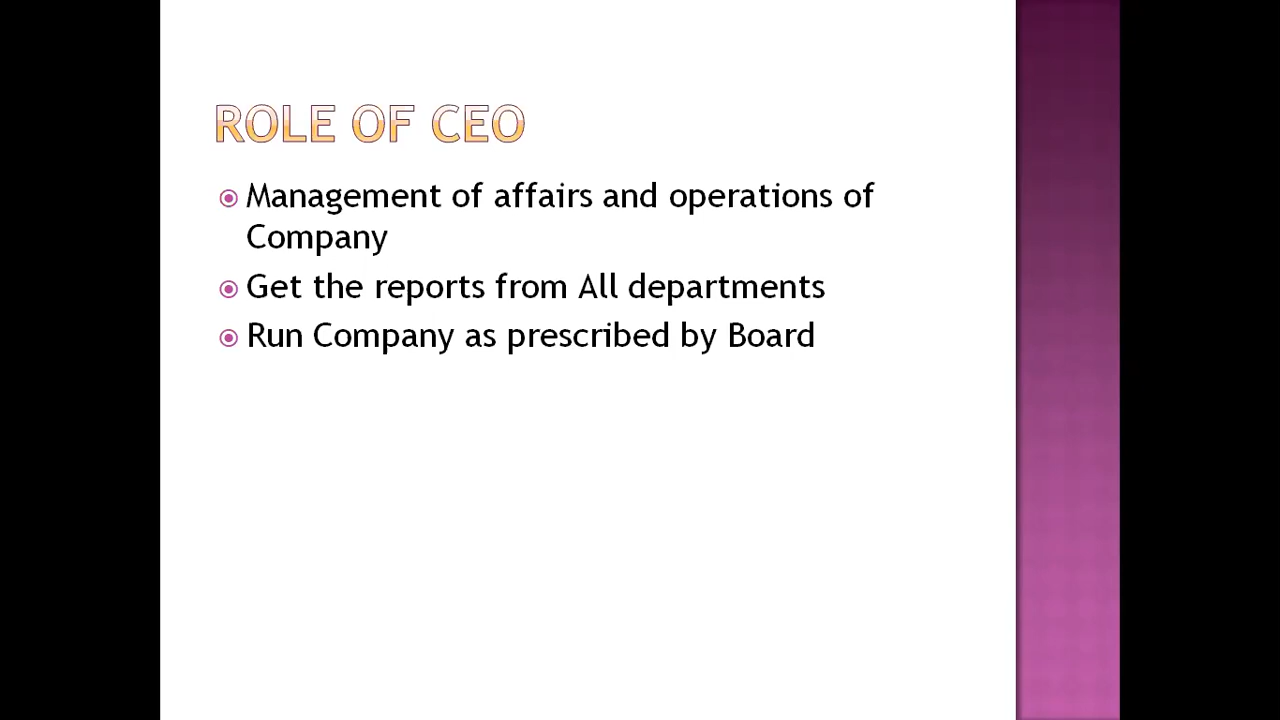 ROLE OF CEO
Management of affairs and operations of
Company
Get the reports from All departments
Run Company as prescribed by Board